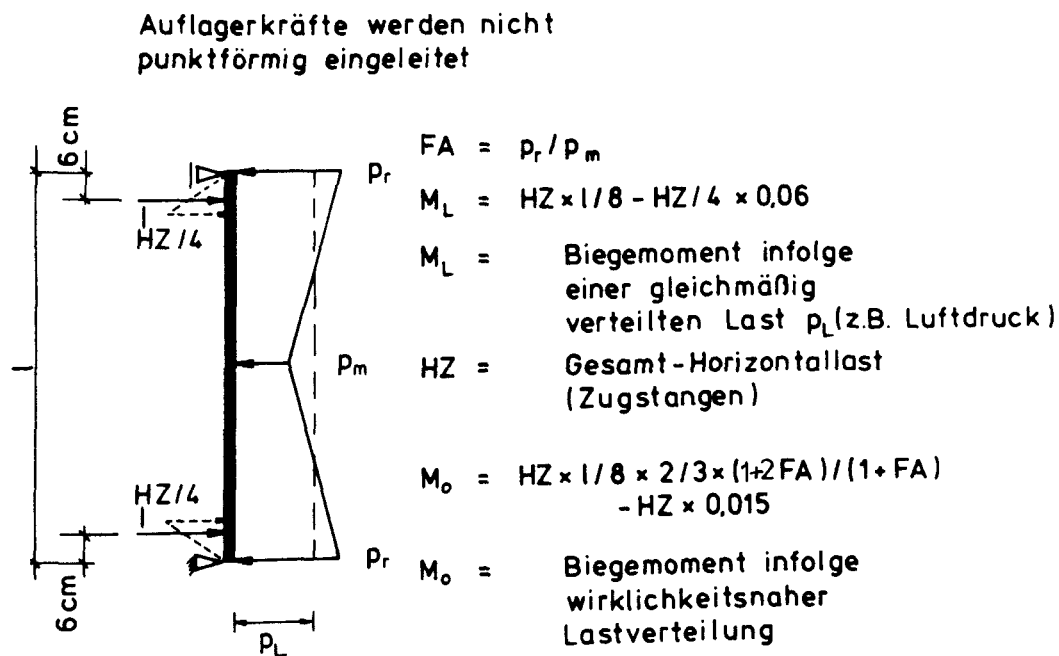 Auflagerkräfte werden nicht
punktförmig eingeleitet
6 cm
HZ/4
l
HZ/4
6 cm
p_r
p_m
p_r
p_L
FA = p_r/p_m
M_L = HZ × l/8 − HZ/4 × 0,06
M_L = Biegemoment infolge
einer gleichmäßig
verteilten Last p_L(z.B. Luftdruck)
HZ = Gesamt-Horizontallast
(Zugstangen)
M_o = HZ × l/8 × 2/3 × (1+2FA)/(1+FA)
− HZ × 0,015
M_o = Biegemoment infolge
wirklichkeitsnaher
Lastverteilung